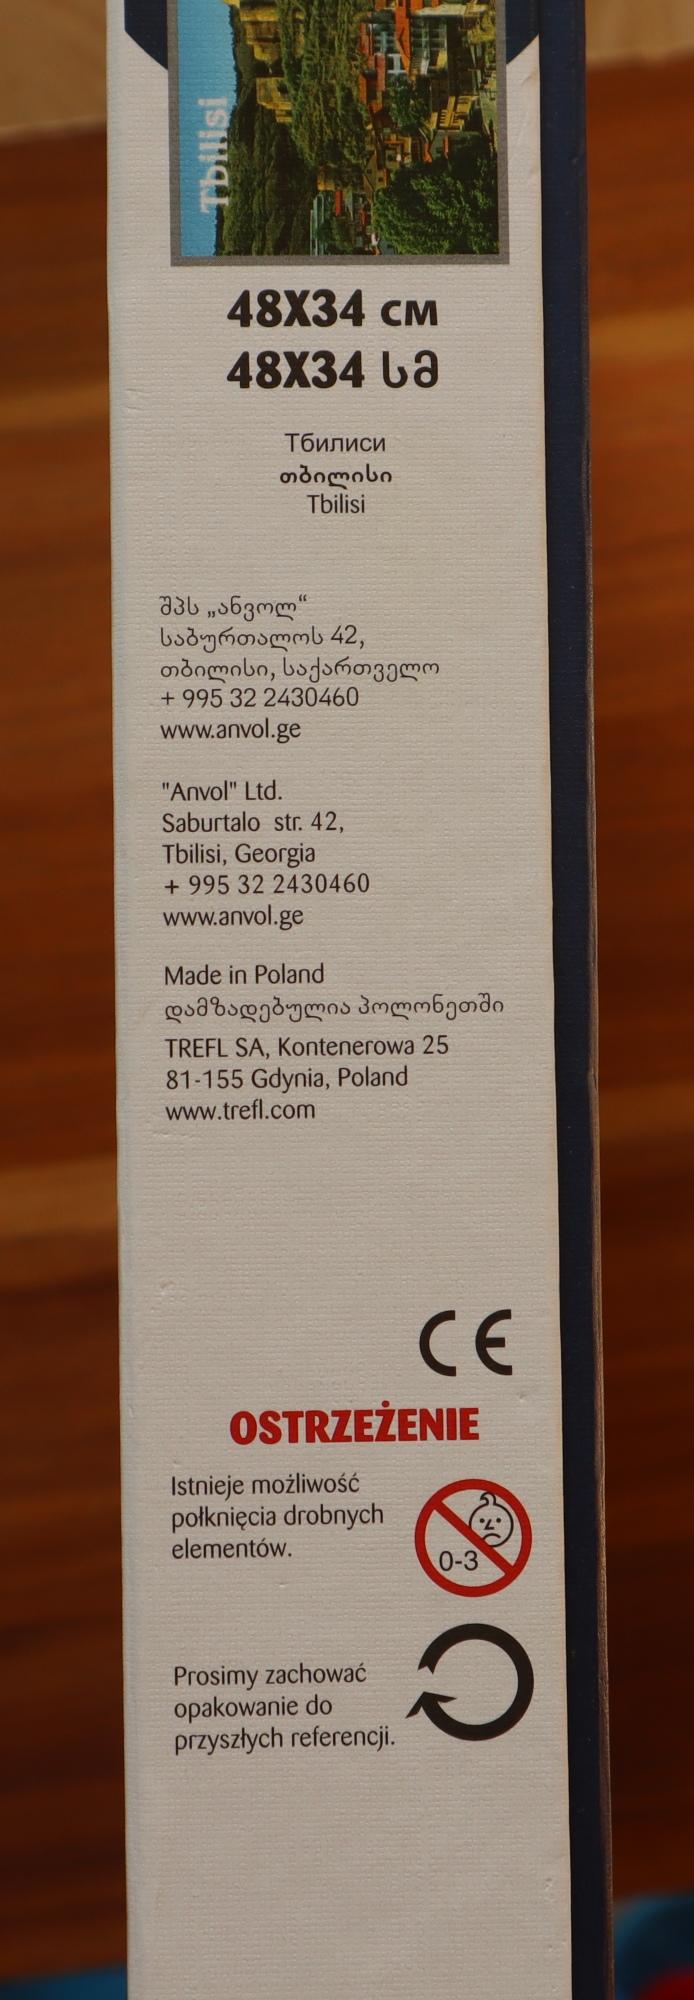 Tbilisi
48X34 см
48X34 სმ
Тбилиси
თბილისი
Tbilisi
შპს „ანვოლ“
საბურთალოს 42,
თბილისი, საქართველო
+ 995 32 2430460
www.anvol.ge
"Anvol" Ltd.
Saburtalo str. 42,
Tbilisi, Georgia
+ 995 32 2430460
www.anvol.ge
Made in Poland
დამზადებულია პოლონეთში
TREFL SA, Kontenerowa 25
81-155 Gdynia, Poland
www.trefl.com
CE
OSTRZEŻENIE
Istnieje możliwość
połknięcia drobnych
elementów.
0-3
Prosimy zachować
opakowanie do
przyszłych referencji.